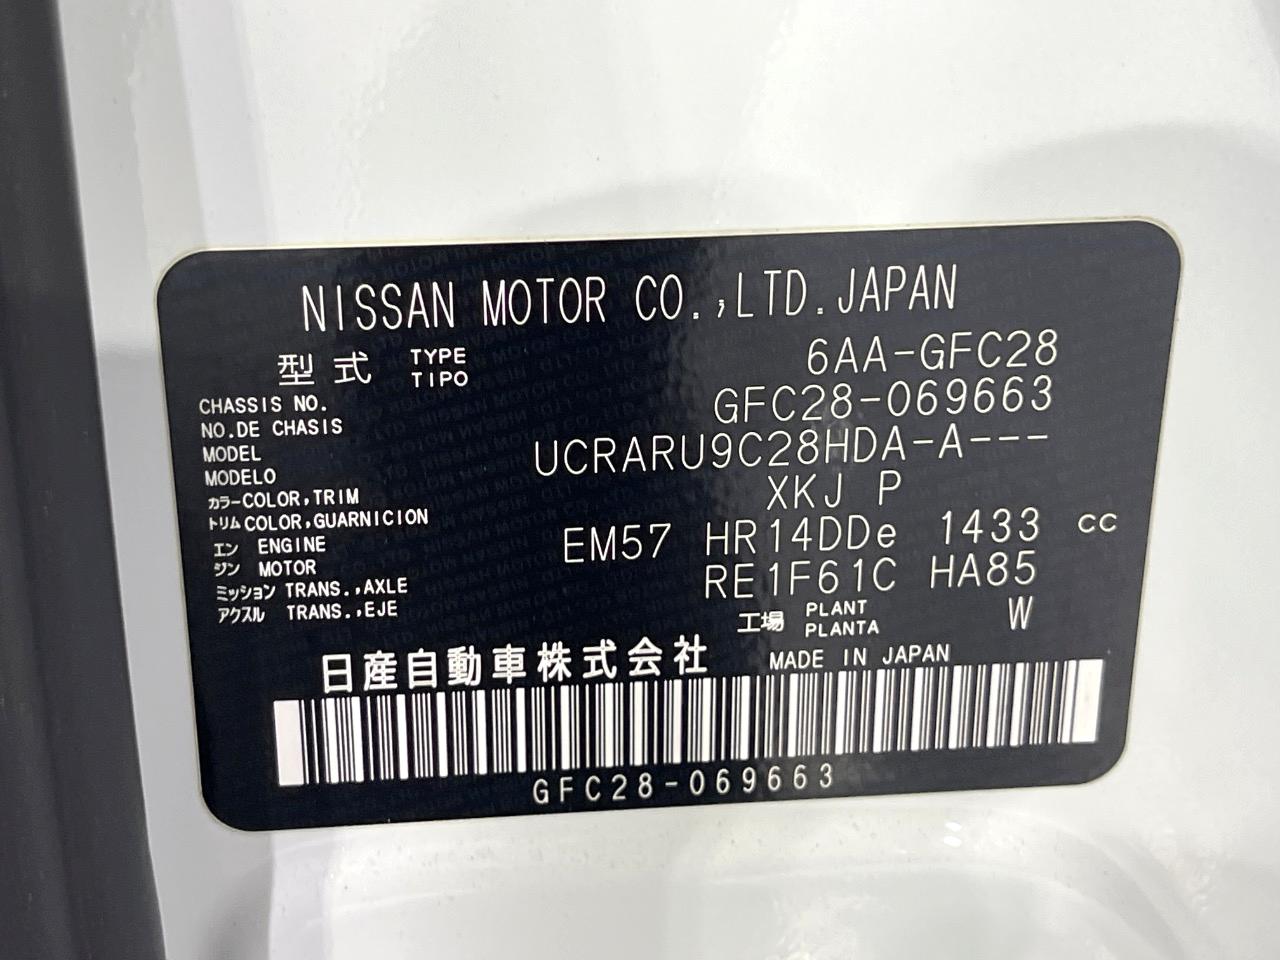 NISSAN MOTOR CO.,LTD.JAPAN
型式 TYPE TIPO 6AA-GFC28
CHASSIS NO. NO.DE CHASIS GFC28-069663
MODEL MODELO UCRARU9C28HDA-A---
カラー COLOR,TRIM XKJ P
トリム COLOR,GUARNICION
エン ENGINE EM57 HR14DDe 1433 cc
ジン MOTOR
ミッション TRANS.,AXLE RE1F61C HA85
アクスル TRANS.,EJE
工場 PLANT PLANTA W
日産自動車株式会社 MADE IN JAPAN
GFC28-069663